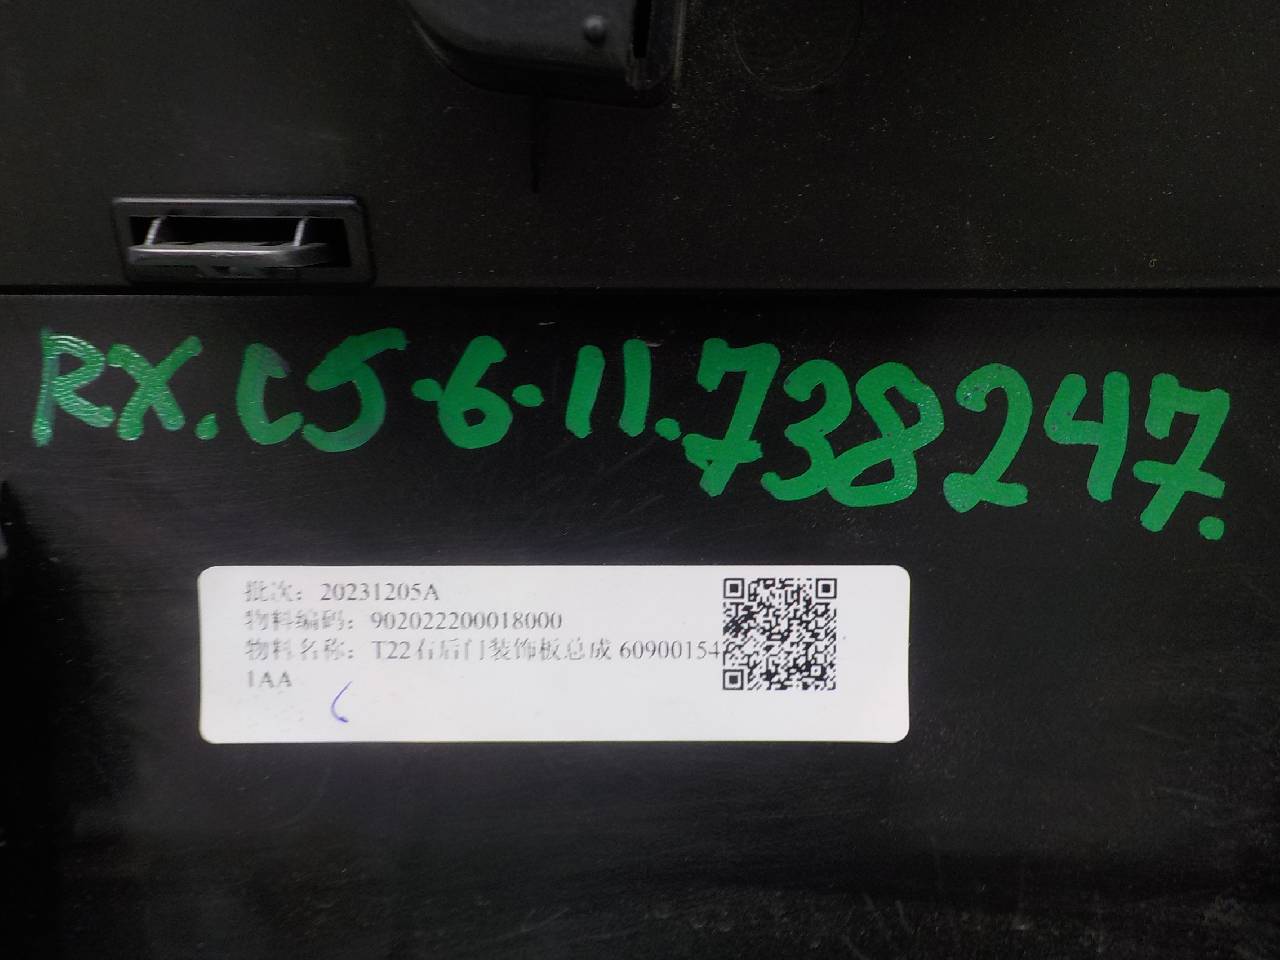 RX.CJ-6-11.738247.
批次：20231205A
物料编码：902022200018000
物料名称：T22右后门装饰板总成 60900154
1AA